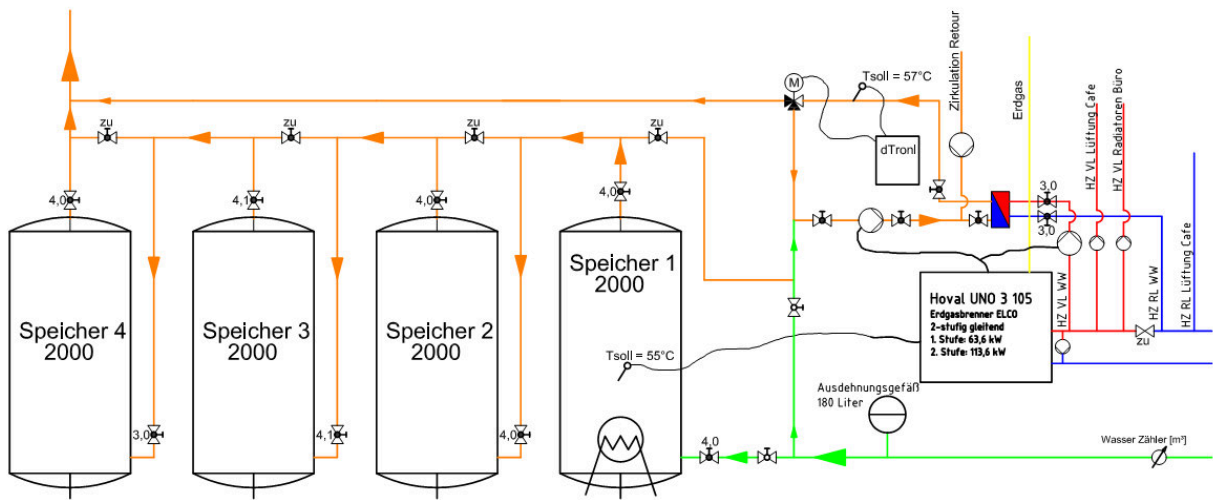 M
Tsoll = 57°C
dTronl
Zirkulation Retour
Erdgas
HZ VL Lüftung Cafe
HZ VL Radiatoren Büro
zu
zu
zu
zu
4,0
4,1
4,0
4,0
3,0
3,0
Speicher 4
2000
Speicher 3
2000
Speicher 2
2000
Speicher 1
2000
Tsoll = 55°C
Hoval UNO 3 105
Erdgasbrenner ELCO
2-stufig gleitend
1. Stufe: 63,6 kW
2. Stufe: 113,6 kW
HZ VL WW
HZ RL WW
HZ RL Lüftung Cafe
zu
Ausdehnungsgefäß
180 Liter
3,0
4,1
4,0
4,0
Wasser Zähler [m³]